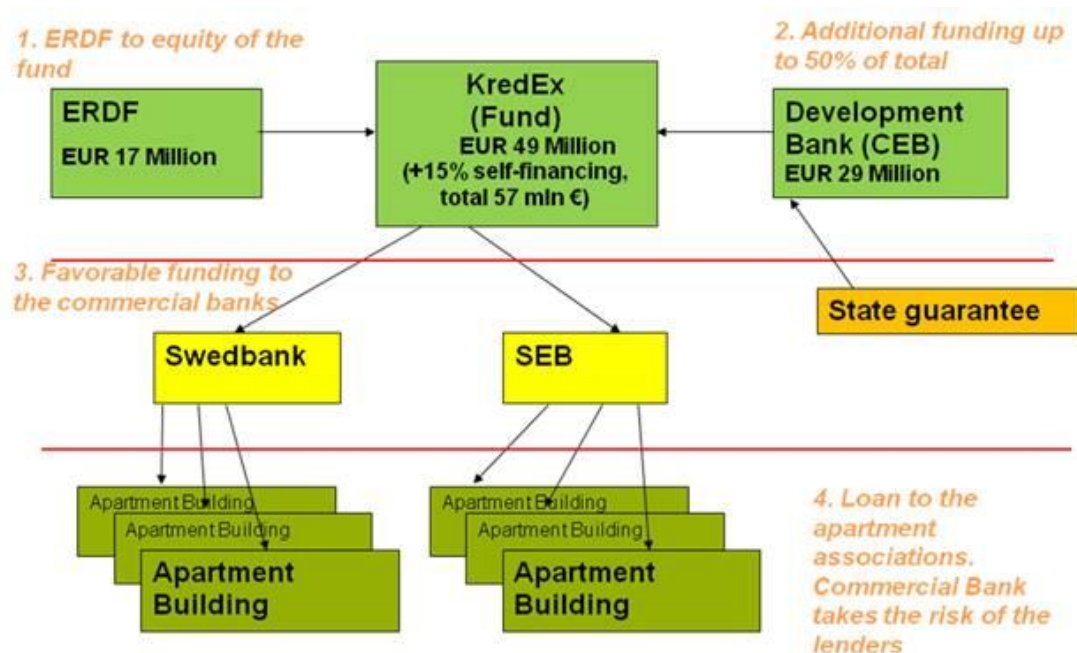 1. ERDF to equity of the
fund
ERDF
EUR 17 Million
KredEx
(Fund)
EUR 49 Million
(+15% self-financing,
total 57 mln €)
2. Additional funding up
to 50% of total
Development
Bank (CEB)
EUR 29 Million
3. Favorable funding to
the commercial banks
State guarantee
Swedbank
SEB
Apartment Building
Apartment Building
Apartment
Building
Apartment Building
Apartment Building
Apartment
Building
4. Loan to the
apartment
associations.
Commercial Bank
takes the risk of the
lenders